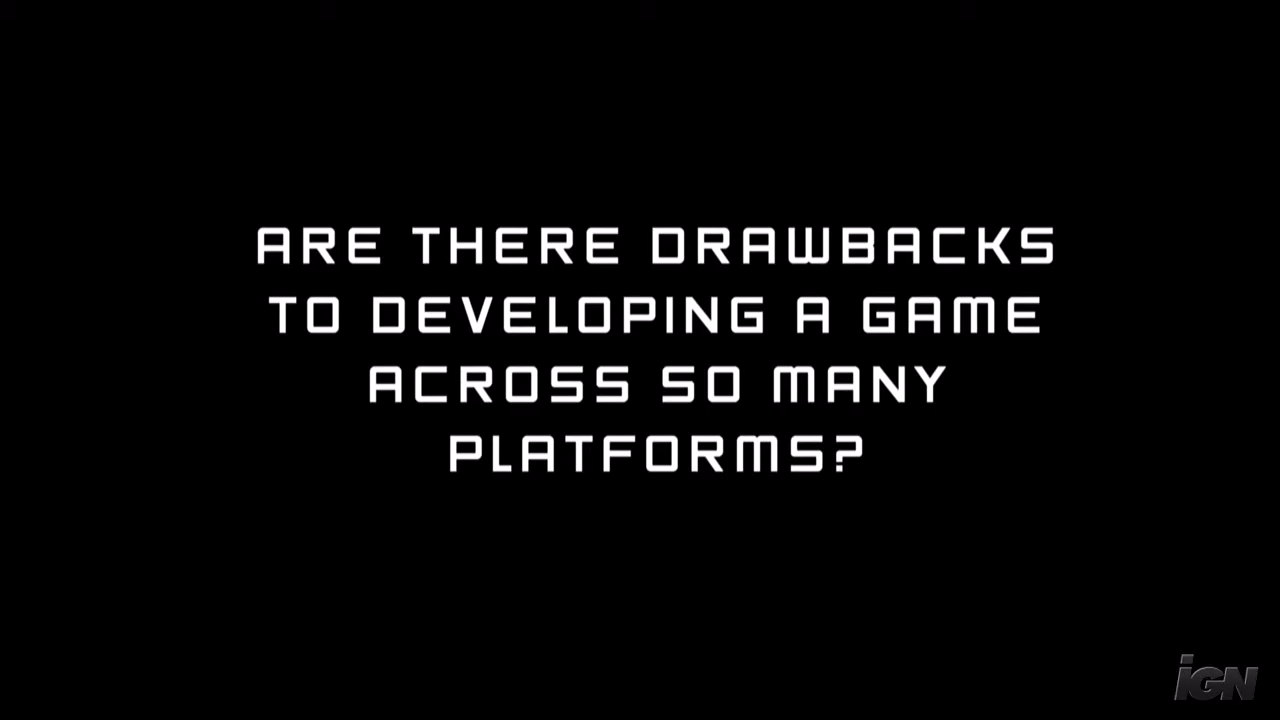 ARE THERE DRAWBACKS
TO DEVELOPING A GAME
ACROSS SO MANY
PLATFORMS?
IGN